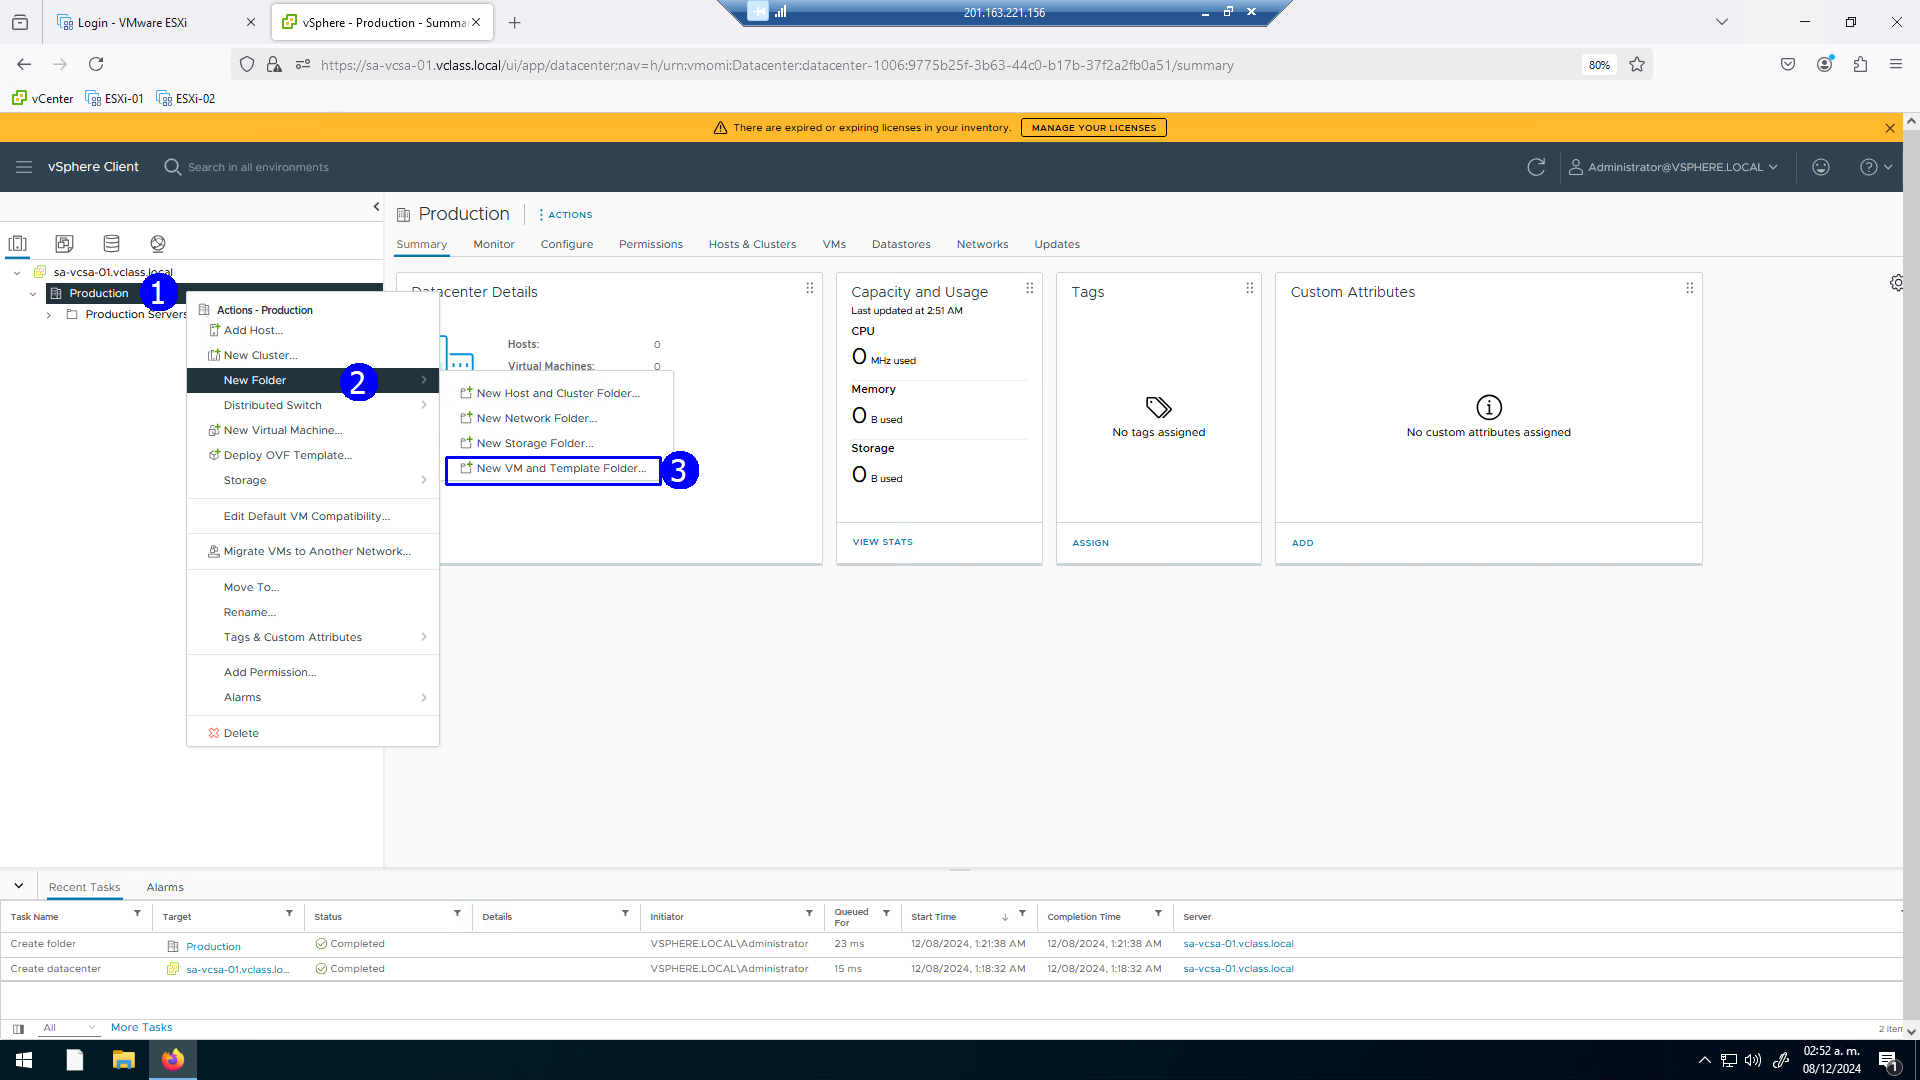 Login - VMware ESXi
vSphere - Production - Summa
201.163.221.156
https://sa-vcsa-01.vclass.local/ui/app/datacenter;nav=h/urn:vmomi:Datacenter:datacenter-1006:9775b25f-3b63-44c0-b17b-37f2a2fb0a51/summary
80%
vCenter
ESXi-01
ESXi-02
There are expired or expiring licenses in your inventory.
MANAGE YOUR LICENSES
vSphere Client
Search in all environments
Administrator@VSPHERE.LOCAL
sa-vcsa-01.vclass.local
Production
1
Production Servers
Actions - Production
Add Host...
New Cluster...
New Folder
2
Distributed Switch
New Virtual Machine...
Deploy OVF Template...
Storage
Edit Default VM Compatibility...
Migrate VMs to Another Network...
Move To...
Rename...
Tags & Custom Attributes
Add Permission...
Alarms
Delete
New Host and Cluster Folder...
New Network Folder...
New Storage Folder...
New VM and Template Folder...
3
Production
ACTIONS
Summary
Monitor
Configure
Permissions
Hosts & Clusters
VMs
Datastores
Networks
Updates
Datacenter Details
Hosts: 0
Virtual Machines: 0
Capacity and Usage
Last updated at 2:51 AM
CPU
0 MHz used
Memory
0 B used
Storage
0 B used
VIEW STATS
Tags
No tags assigned
ASSIGN
Custom Attributes
No custom attributes assigned
ADD
Recent Tasks
Alarms
Task Name
Target
Status
Details
Initiator
Queued For
Start Time
Completion Time
Server
Create folder
Production
Completed
VSPHERE.LOCAL\Administrator
23 ms
12/08/2024, 1:21:38 AM
12/08/2024, 1:21:38 AM
sa-vcsa-01.vclass.local
Create datacenter
sa-vcsa-01.vclass.lo...
Completed
VSPHERE.LOCAL\Administrator
15 ms
12/08/2024, 1:18:32 AM
12/08/2024, 1:18:32 AM
sa-vcsa-01.vclass.local
All
More Tasks
2 item
02:52 a. m.
08/12/2024
1